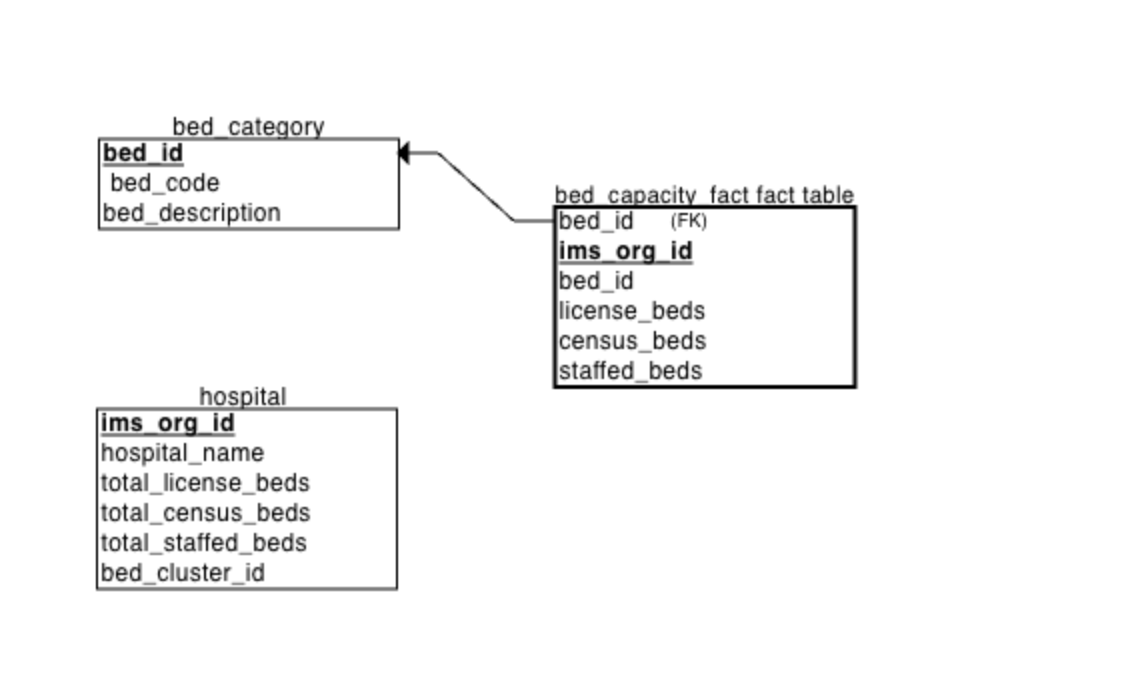 bed_category
bed_id
bed_code
bed_description
bed_capacity_fact fact table
bed_id (FK)
ims_org_id
bed_id
license_beds
census_beds
staffed_beds
hospital
ims_org_id
hospital_name
total_license_beds
total_census_beds
total_staffed_beds
bed_cluster_id